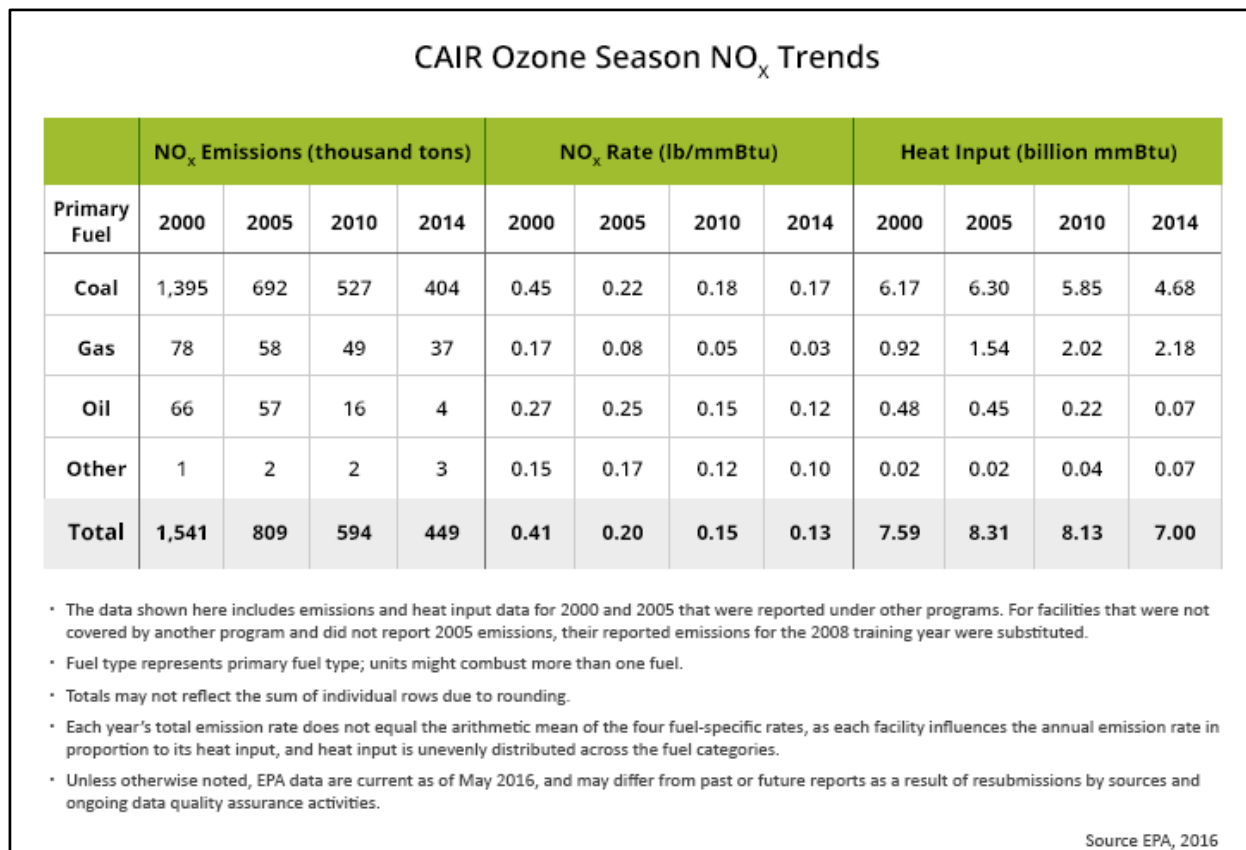 CAIR Ozone Season NOx Trends
NOx Emissions (thousand tons) NOx Rate (lb/mmBtu) Heat Input (billion mmBtu)
Primary Fuel 2000 2005 2010 2014 2000 2005 2010 2014 2000 2005 2010 2014
Coal 1,395 692 527 404 0.45 0.22 0.18 0.17 6.17 6.30 5.85 4.68
Gas 78 58 49 37 0.17 0.08 0.05 0.03 0.92 1.54 2.02 2.18
Oil 66 57 16 4 0.27 0.25 0.15 0.12 0.48 0.45 0.22 0.07
Other 1 2 2 3 0.15 0.17 0.12 0.10 0.02 0.02 0.04 0.07
Total 1,541 809 594 449 0.41 0.20 0.15 0.13 7.59 8.31 8.13 7.00
· The data shown here includes emissions and heat input data for 2000 and 2005 that were reported under other programs. For facilities that were not
covered by another program and did not report 2005 emissions, their reported emissions for the 2008 training year were substituted.
· Fuel type represents primary fuel type; units might combust more than one fuel.
· Totals may not reflect the sum of individual rows due to rounding.
· Each year's total emission rate does not equal the arithmetic mean of the four fuel-specific rates, as each facility influences the annual emission rate in
proportion to its heat input, and heat input is unevenly distributed across the fuel categories.
· Unless otherwise noted, EPA data are current as of May 2016, and may differ from past or future reports as a result of resubmissions by sources and
ongoing data quality assurance activities.
Source EPA, 2016